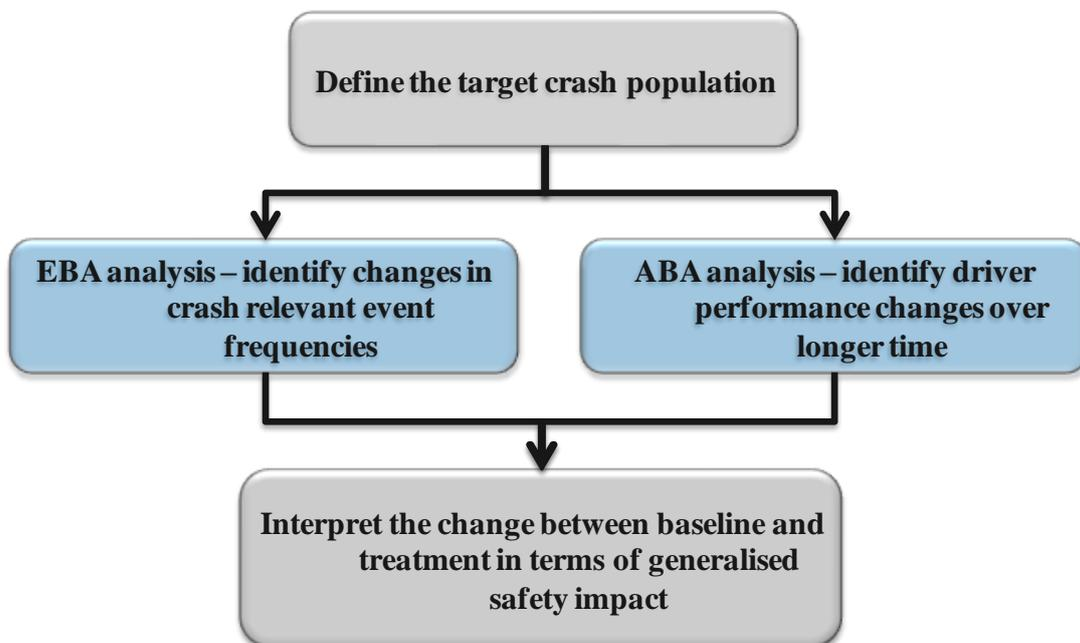 Define the target crash population
EBA analysis – identify changes in
crash relevant event
frequencies
ABA analysis – identify driver
performance changes over
longer time
Interpret the change between baseline and
treatment in terms of generalised
safety impact